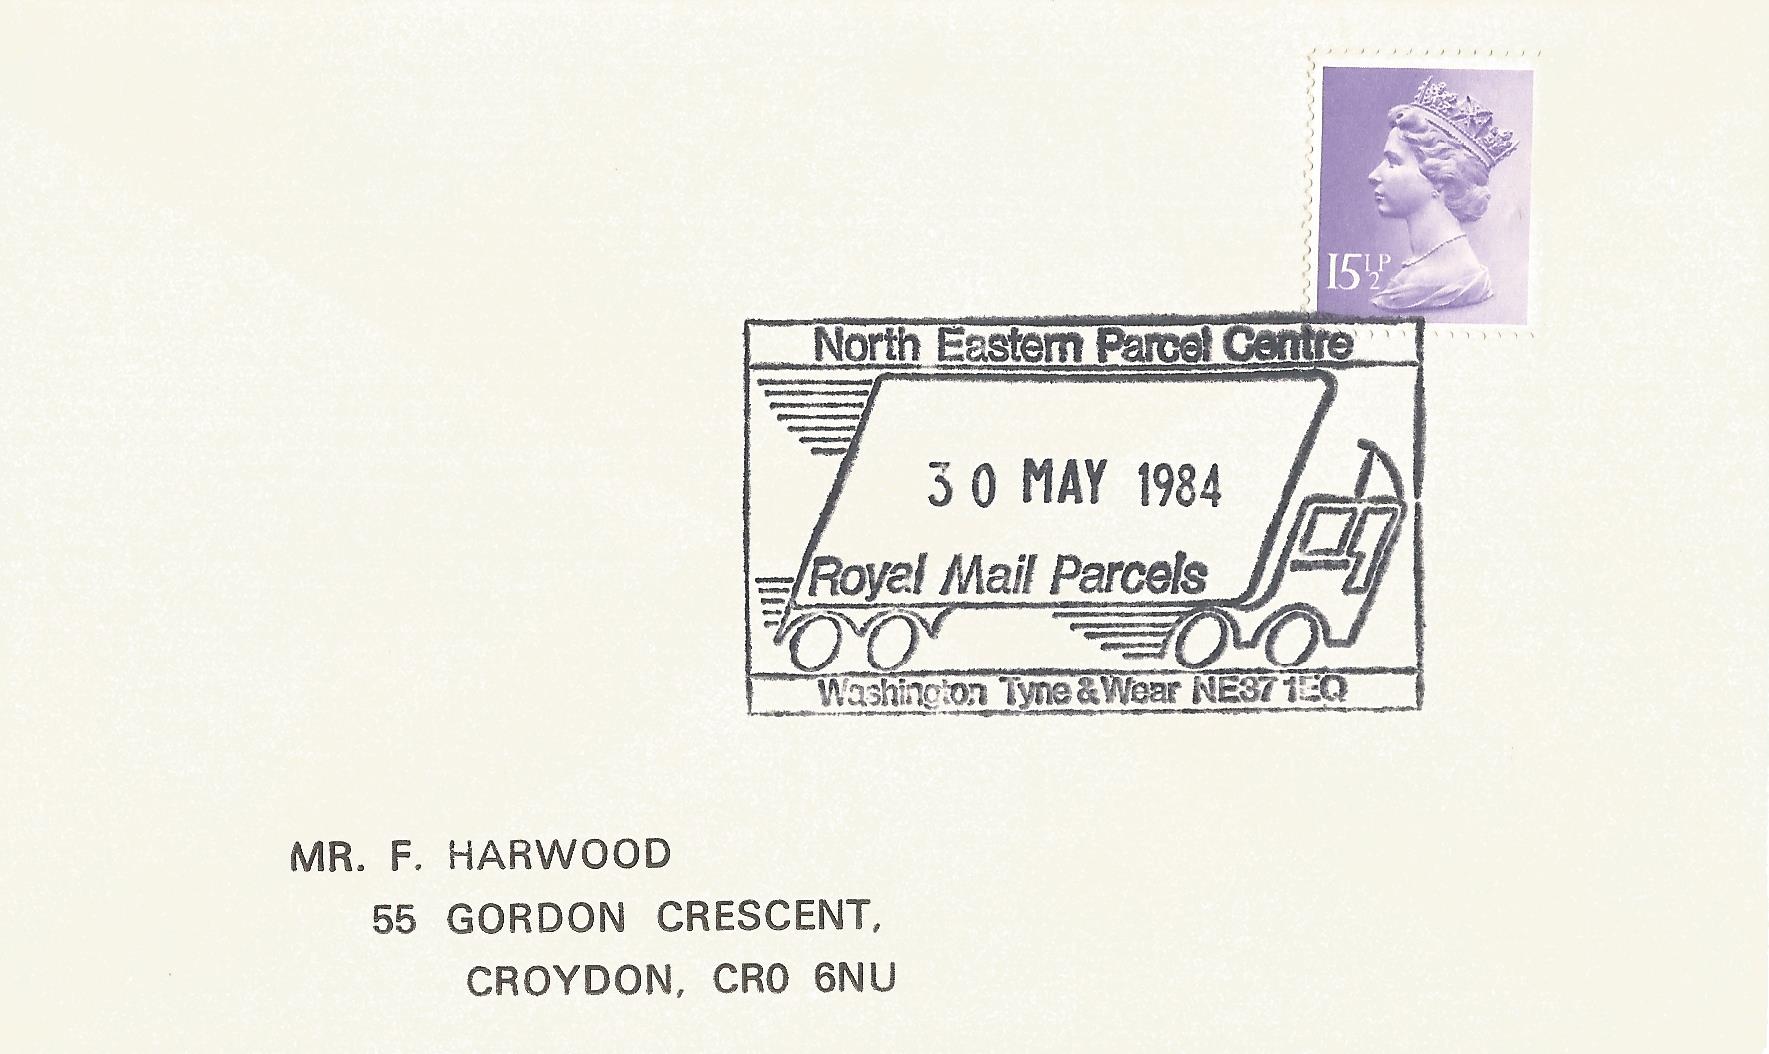 15½P
North Eastern Parcel Centre
30 MAY 1984
Royal Mail Parcels
Washington Tyne & Wear NE37 1EQ
MR. F. HARWOOD
55 GORDON CRESCENT,
CROYDON, CR0 6NU